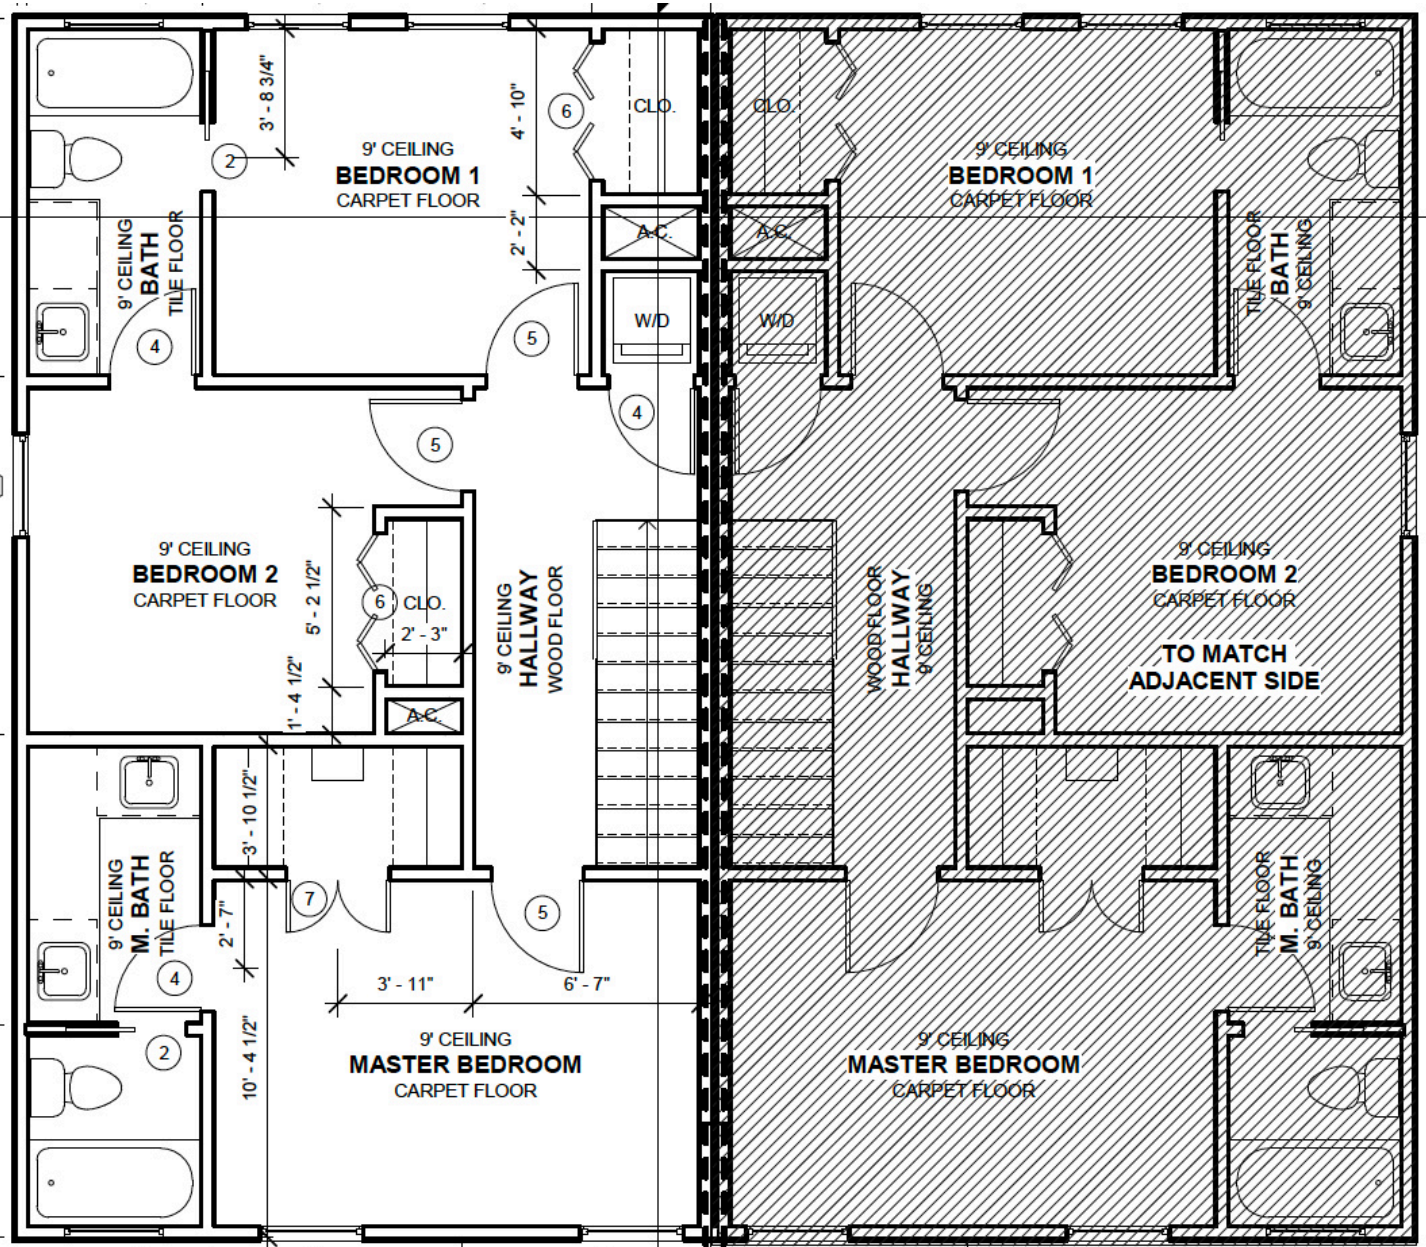 3' - 8 3/4"
2
9' CEILING
BEDROOM 1
CARPET FLOOR
4' - 10"
6
CLO.
2' - 2"
A.C.
9' CEILING
BATH
TILE FLOOR
4
5
W/D
4
5
9' CEILING
BEDROOM 2
CARPET FLOOR
5' - 2 1/2"
6
CLO.
2' - 3"
1' - 4 1/2"
A.C.
9' CEILING
HALLWAY
WOOD FLOOR
3' - 10 1/2"
9' CEILING
M. BATH
TILE FLOOR
7
2' - 7"
5
4
3' - 11"
6' - 7"
2
10' - 4 1/2"
9' CEILING
MASTER BEDROOM
CARPET FLOOR
CLO.
9' CEILING
BEDROOM 1
CARPET FLOOR
A.C.
TILE FLOOR
BATH
9' CEILING
W/D
9' CEILING
BEDROOM 2
CARPET FLOOR
TO MATCH
ADJACENT SIDE
WOOD FLOOR
HALLWAY
9' CEILING
TILE FLOOR
M. BATH
9' CEILING
9' CEILING
MASTER BEDROOM
CARPET FLOOR